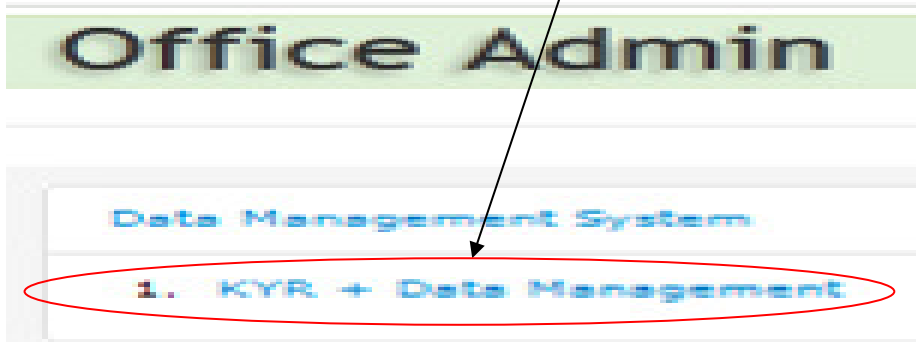 Office Admin
Data Management System
1. KYR + Data Management